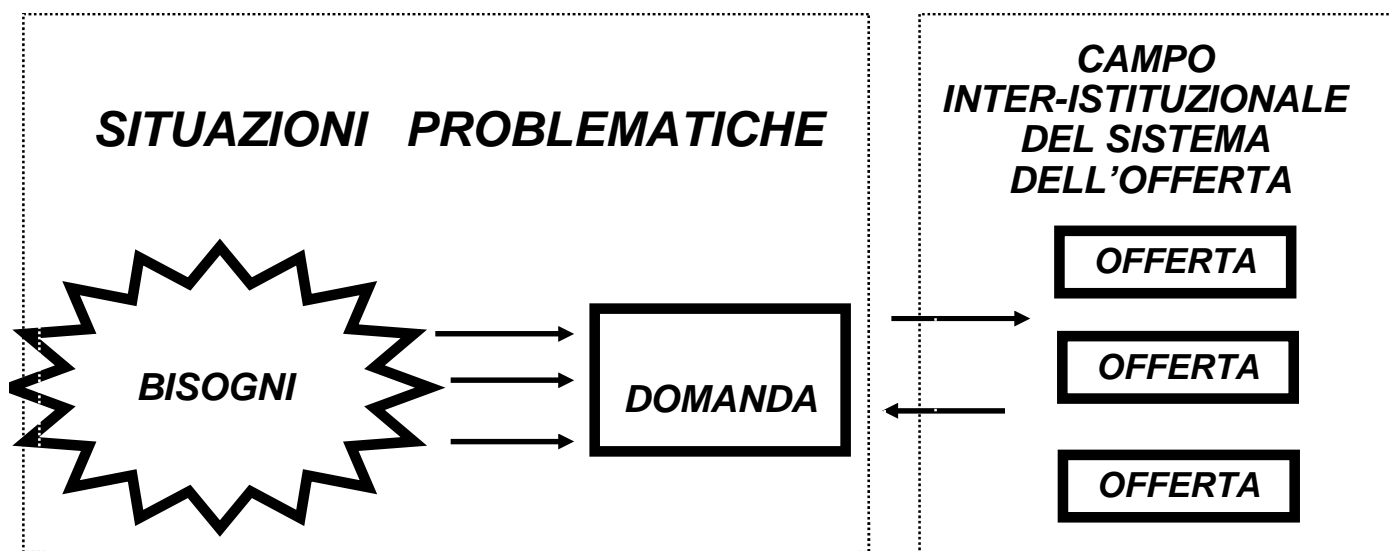 SITUAZIONI PROBLEMATICHE
BISOGNI
DOMANDA
CAMPO
INTER-ISTITUZIONALE
DEL SISTEMA
DELL’OFFERTA
OFFERTA
OFFERTA
OFFERTA